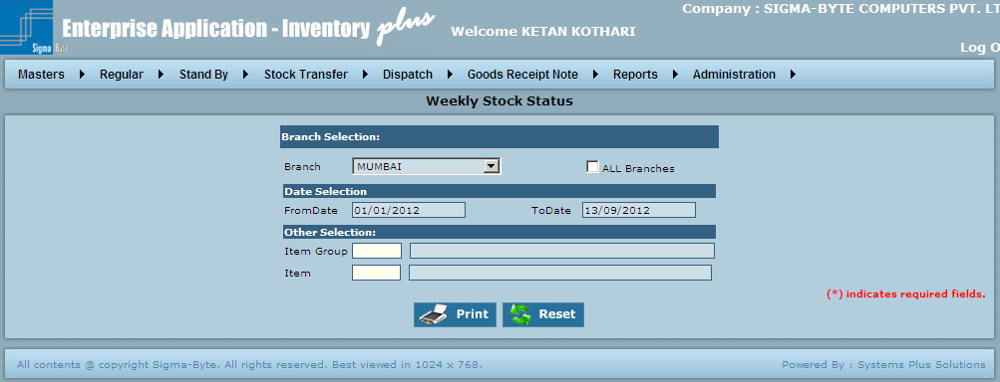 Company : SIGMA-BYTE COMPUTERS PVT. LT
Sigma Byte
Enterprise Application - Inventory plus
Welcome KETAN KOTHARI
Log O
Masters Regular Stand By Stock Transfer Dispatch Goods Receipt Note Reports Administration
Weekly Stock Status
Branch Selection:
Branch MUMBAI ALL Branches
Date Selection
FromDate 01/01/2012 ToDate 13/09/2012
Other Selection:
Item Group
Item
(*) indicates required fields.
Print Reset
All contents @ copyright Sigma-Byte. All rights reserved. Best viewed in 1024 x 768. Powered By : Systems Plus Solutions